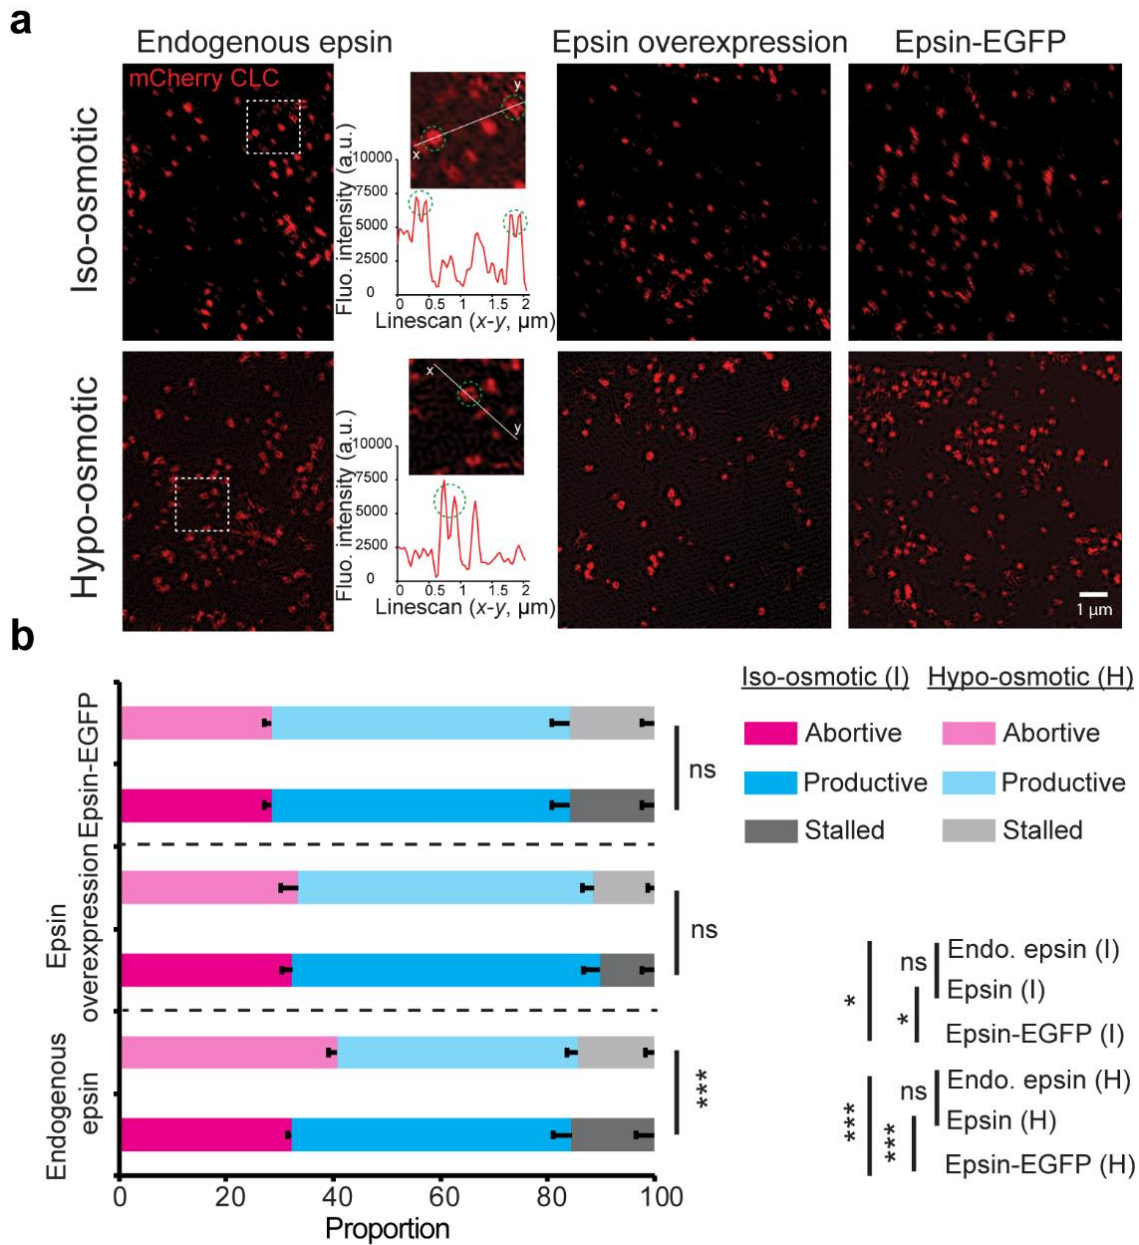 a
Endogenous epsin
Epsin overexpression
Epsin-EGFP
Iso-osmotic
mCherry CLC
x
y
Fluo. intensity (a.u.)
10000
7500
5000
2500
0
0 0.5 1 1.5 2
Linescan (x-y, µm)
Hypo-osmotic
x
y
Fluo. intensity (a.u.)
10000
7500
5000
2500
0
0 0.5 1 1.5 2
Linescan (x-y, µm)
1 µm
b
Epsin-EGFP
Epsin
overexpression
Endogenous
epsin
ns
ns
***
0 20 40 60 80 100
Proportion
Iso-osmotic (I) Hypo-osmotic (H)
Abortive Abortive
Productive Productive
Stalled Stalled
* ns * Endo. epsin (I)
Epsin (I)
Epsin-EGFP (I)
*** ns *** Endo. epsin (H)
Epsin (H)
Epsin-EGFP (H)